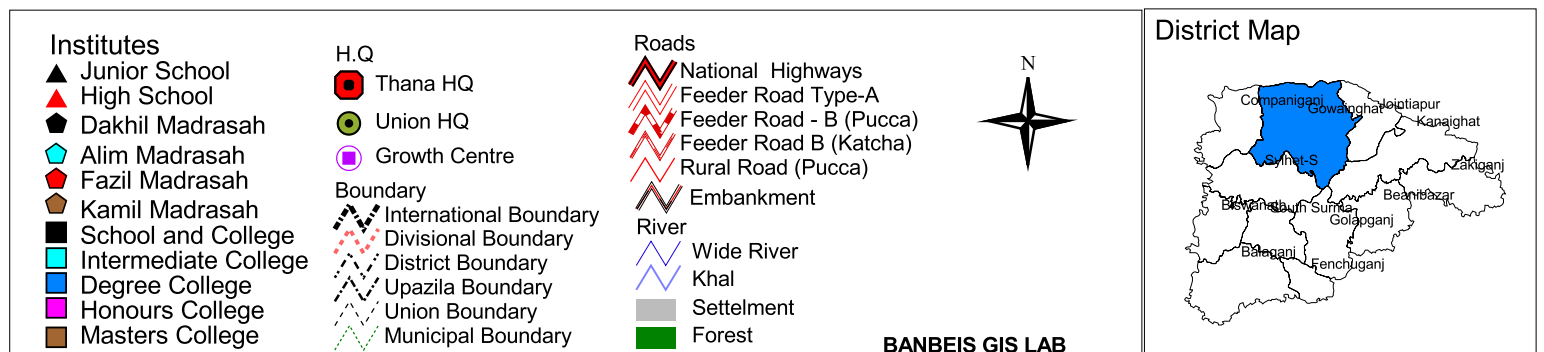 Institutes
Junior School
High School
Dakhil Madrasah
Alim Madrasah
Fazil Madrasah
Kamil Madrasah
School and College
Intermediate College
Degree College
Honours College
Masters College
H.Q
Thana HQ
Union HQ
Growth Centre
Boundary
International Boundary
Divisional Boundary
District Boundary
Upazila Boundary
Union Boundary
Municipal Boundary
Roads
National Highways
Feeder Road Type-A
Feeder Road - B (Pucca)
Feeder Road B (Katcha)
Rural Road (Pucca)
Embankment
River
Wide River
Khal
Settelment
Forest
N
BANBEIS GIS LAB
District Map
Companiganj
Gowainghat
Jointiapur
Kanaighat
Sylhet-S
Zakiganj
Beanibazar
Biswanath
South Surma
Golapganj
Balaganj
Fenchuganj